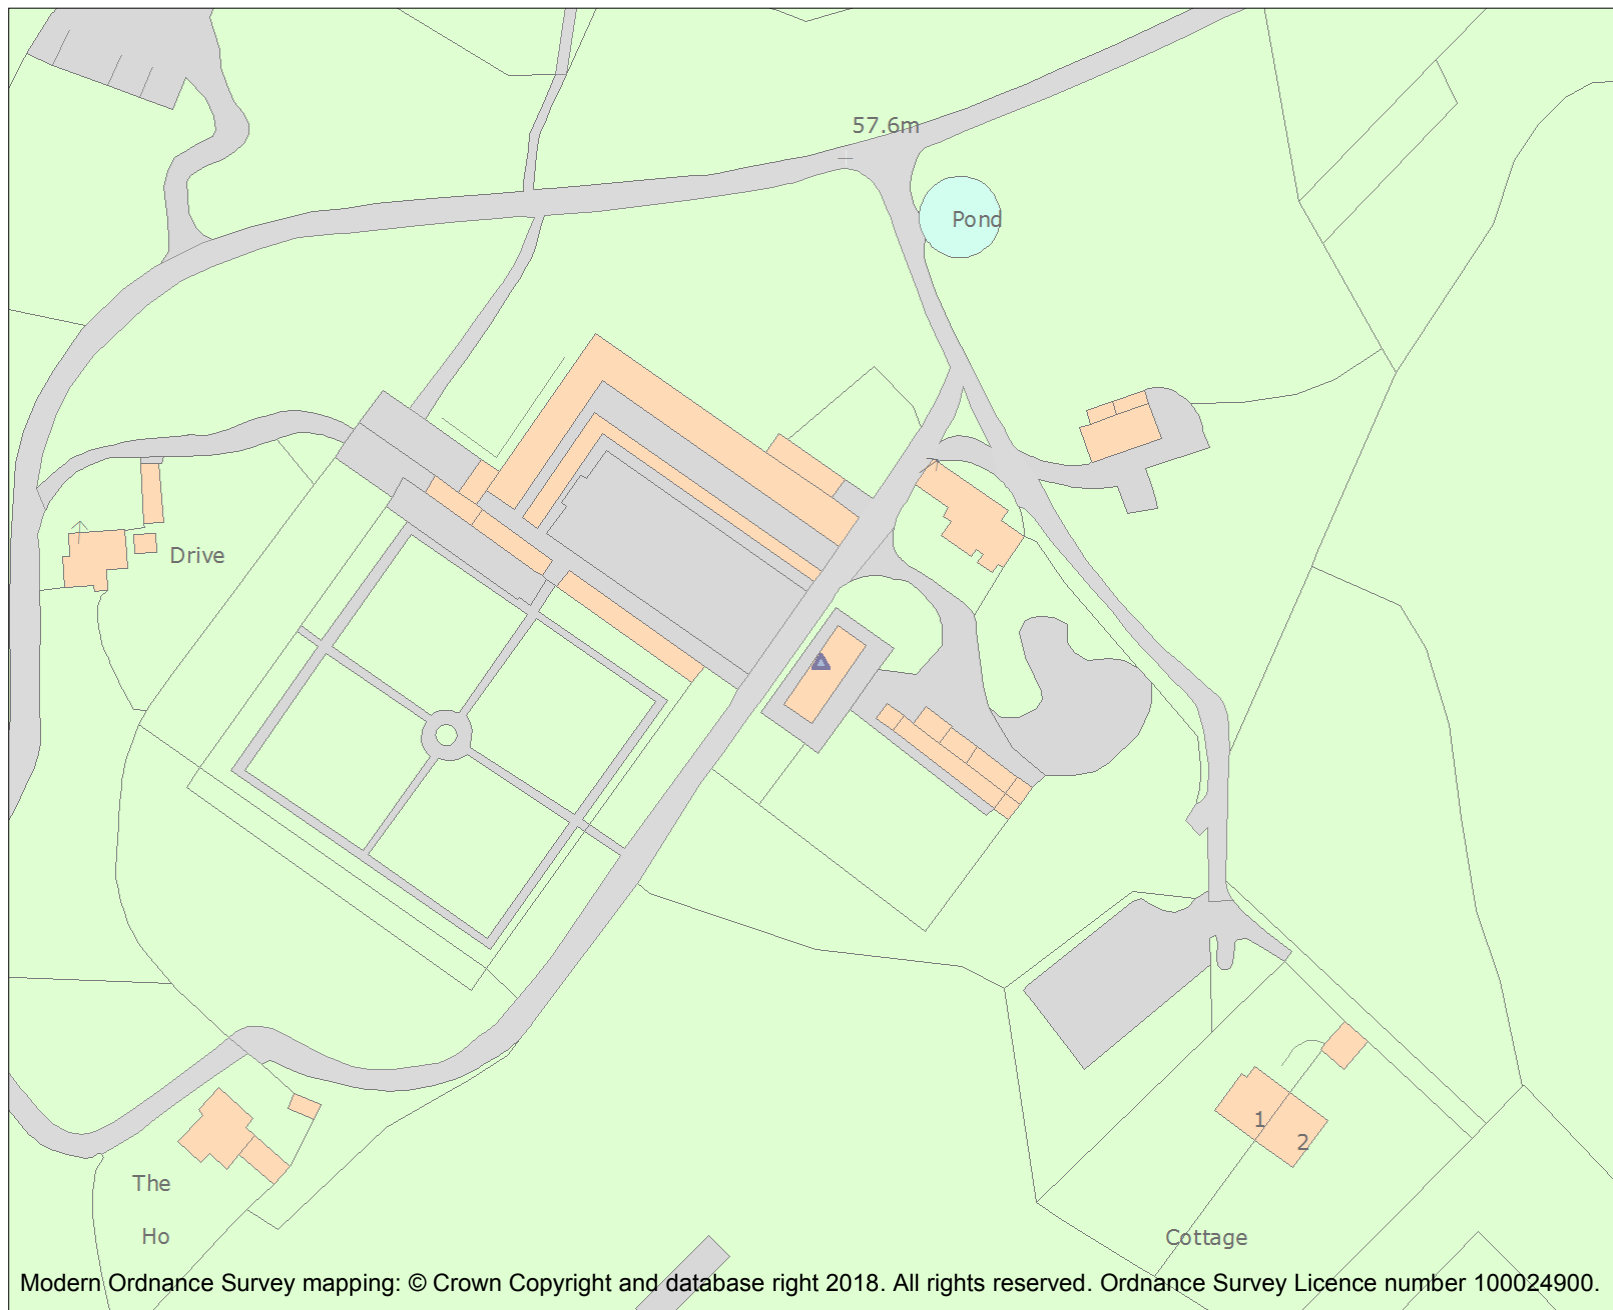 57.6m
Pond
Drive
1
2
The
Ho
Cottage
Modern Ordnance Survey mapping: © Crown Copyright and database right 2018. All rights reserved. Ordnance Survey Licence number 100024900.